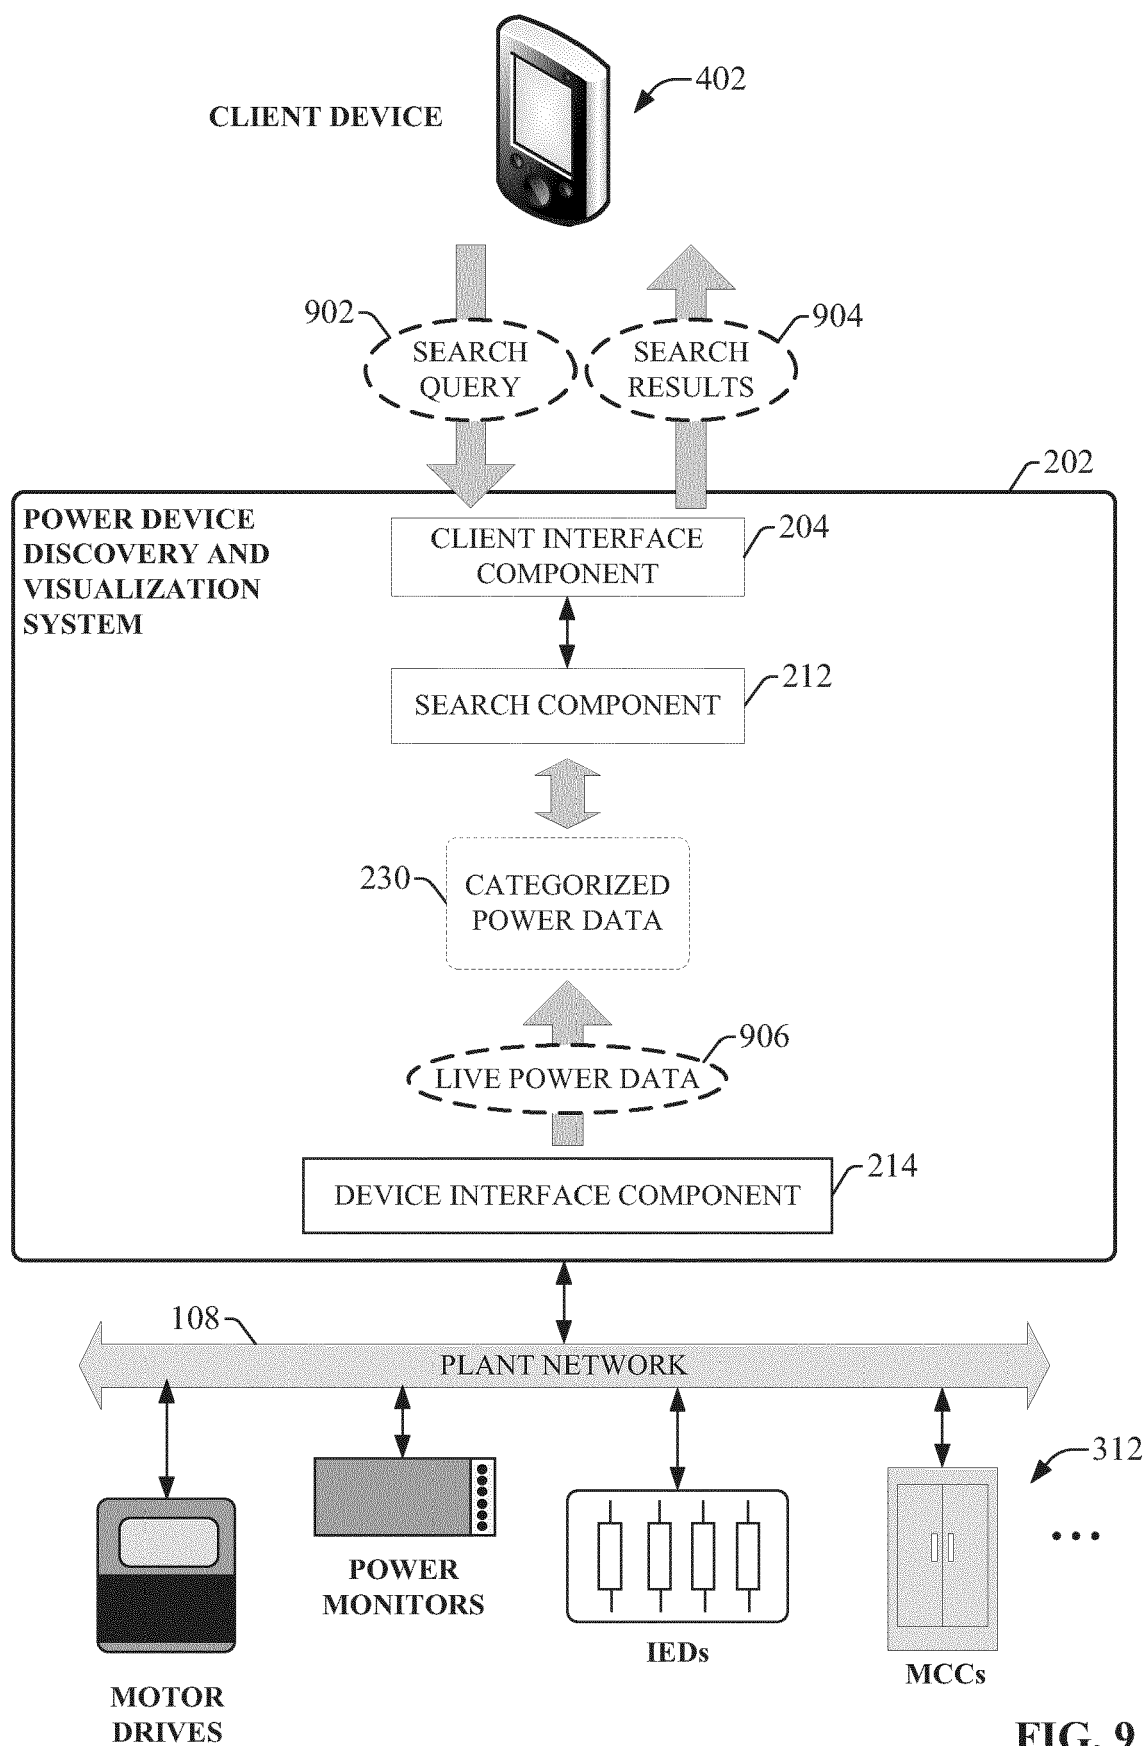 402
CLIENT DEVICE
902
904
SEARCH
QUERY
SEARCH
RESULTS
202
POWER DEVICE
DISCOVERY AND
VISUALIZATION
SYSTEM
204
CLIENT INTERFACE
COMPONENT
212
SEARCH COMPONENT
230
CATEGORIZED
POWER DATA
906
LIVE POWER DATA
214
DEVICE INTERFACE COMPONENT
108
PLANT NETWORK
312
POWER
MONITORS
IEDs
MCCs
MOTOR
DRIVES
FIG. 9